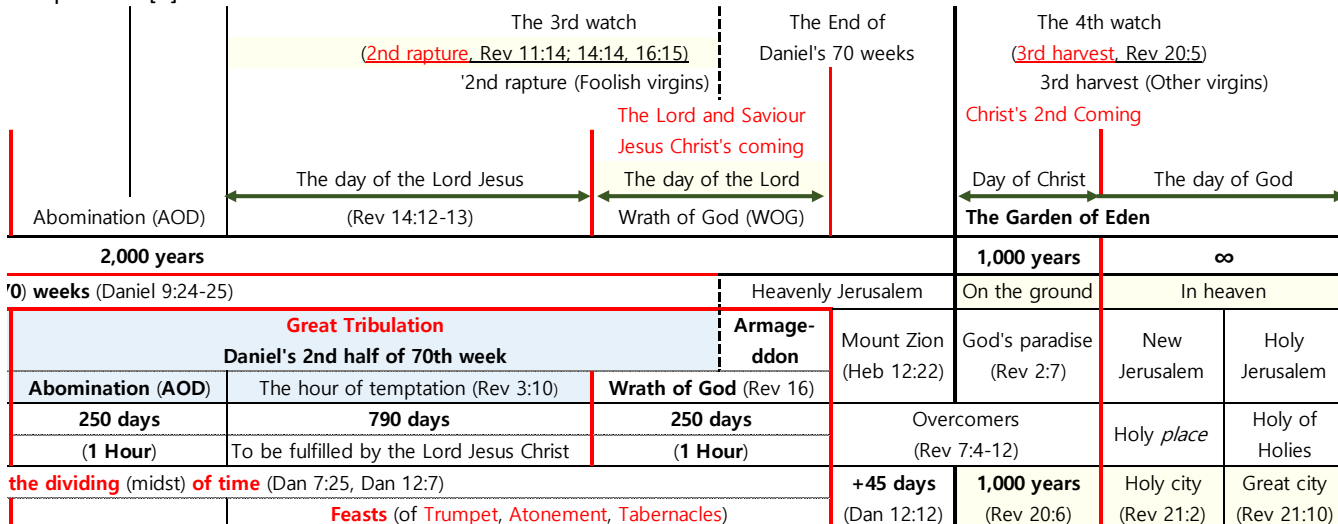 The 3rd watch
(2nd rapture, Rev 11:14; 14:14, 16:15)
'2nd rapture (Foolish virgins)
The End of
Daniel's 70 weeks
The 4th watch
(3rd harvest, Rev 20:5)
3rd harvest (Other virgins)
The Lord and Saviour
Jesus Christ's coming
Christ's 2nd Coming
Abomination (AOD)
The day of the Lord Jesus
(Rev 14:12-13)
The day of the Lord
Wrath of God (WOG)
Day of Christ
The day of God
The Garden of Eden
2,000 years
1,000 years
∞
70) weeks (Daniel 9:24-25)
Heavenly Jerusalem
On the ground
In heaven
Great Tribulation
Daniel's 2nd half of 70th week
Armage-
ddon
Mount Zion
(Heb 12:22)
God's paradise
(Rev 2:7)
New
Jerusalem
Holy
Jerusalem
Abomination (AOD)
The hour of temptation (Rev 3:10)
Wrath of God (Rev 16)
250 days
790 days
250 days
(1 Hour)
To be fulfilled by the Lord Jesus Christ
(1 Hour)
Overcomers
(Rev 7:4-12)
Holy place
Holy of
Holies
the dividing (midst) of time (Dan 7:25, Dan 12:7)
Feasts (of Trumpet, Atonement, Tabernacles)
+45 days
(Dan 12:12)
1,000 years
(Rev 20:6)
Holy city
(Rev 21:2)
Great city
(Rev 21:10)